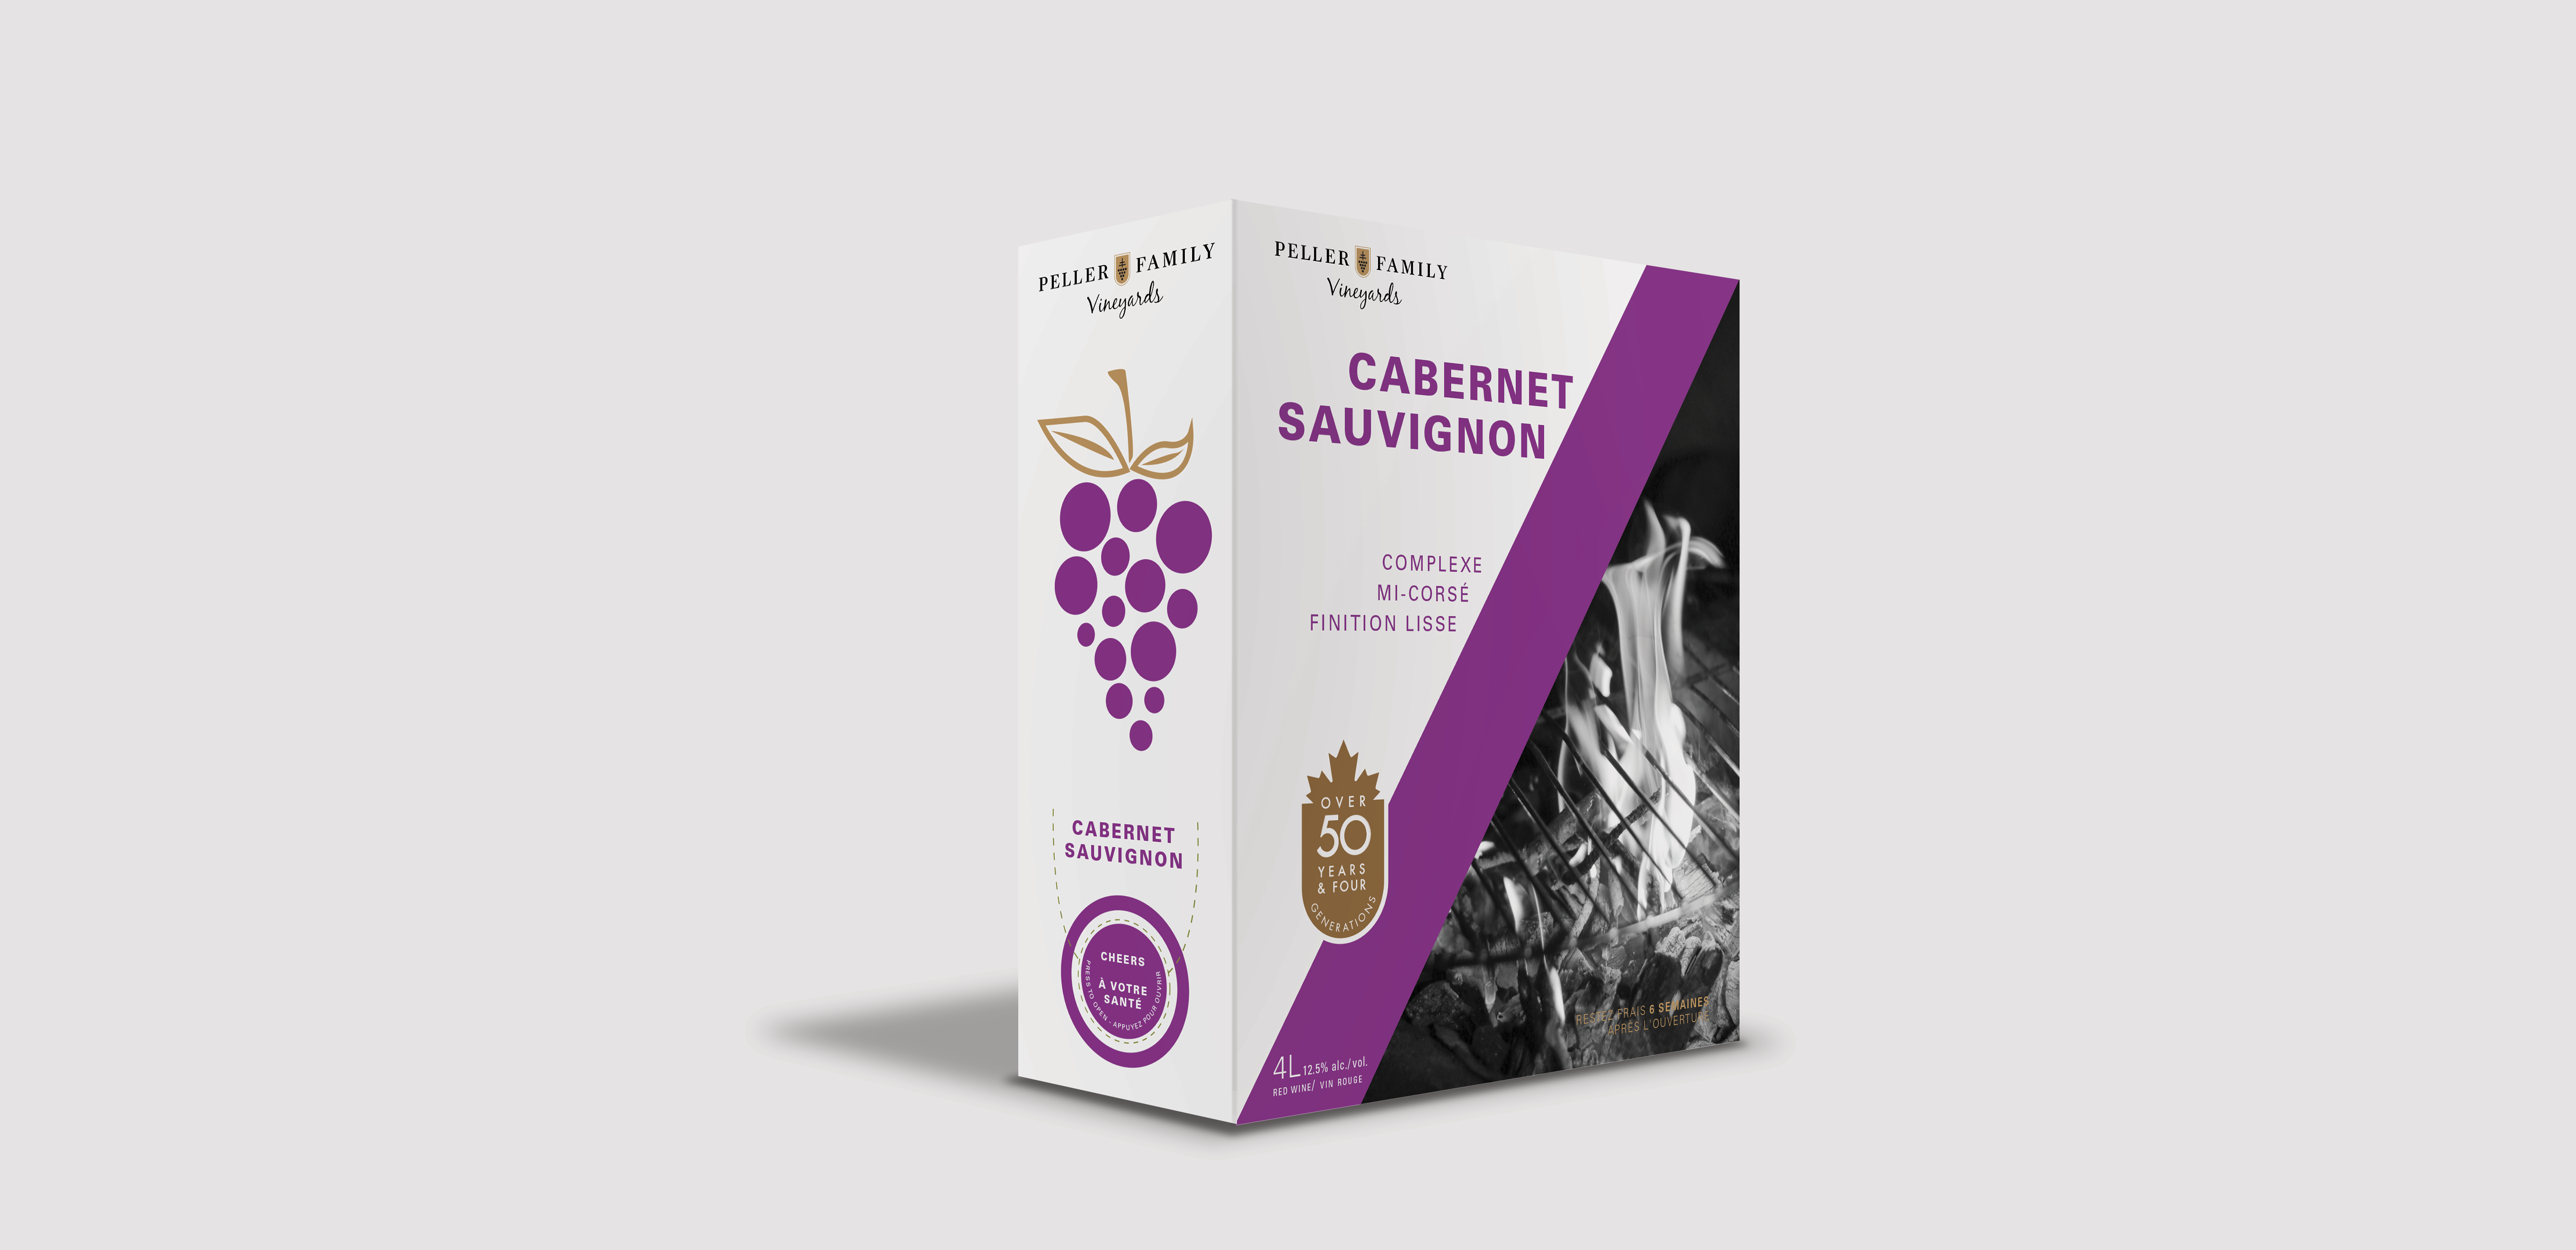 PELLER FAMILY
Vineyards
CABERNET
SAUVIGNON
CHEERS
À VOTRE
SANTÉ
PRESS TO OPEN - APPUYEZ POUR OUVRIR
PELLER FAMILY
Vineyards
CABERNET
SAUVIGNON
COMPLEXE
MI-CORSÉ
FINITION LISSE
OVER
50
YEARS
& FOUR
GENERATIONS
RESTEZ FRAIS 6 SEMAINES
APRÈS L'OUVERTURE
4L 12.5% alc./vol.
RED WINE/ VIN ROUGE